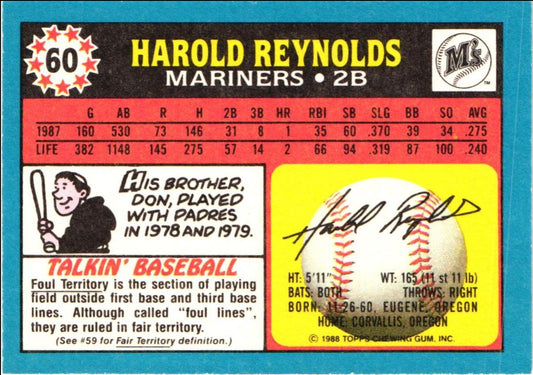 60
HAROLD REYNOLDS
MARINERS • 2B
M's
TM
G AB R H 2B 3B HR RBI SB SLG BB SO AVG
1987 160 530 73 146 31 8 1 35 60 .370 39 34 .275
LIFE 382 1148 145 275 57 14 2 66 94 .319 87 100 .240
HIS BROTHER,
DON, PLAYED
WITH PADRES
IN 1978 AND 1979.
TALKIN' BASEBALL
Foul Territory is the section of playing
field outside first base and third base
lines. Although called "foul lines",
they are ruled in fair territory.
(See #59 for Fair Territory definition.)
Harold Reynolds
HT: 5'11" WT: 165 (11 st 11 lb)
BATS: BOTH THROWS: RIGHT
BORN: 11-26-60, EUGENE, OREGON
HOME: CORVALLIS, OREGON
© 1988 TOPPS CHEWING GUM, INC.